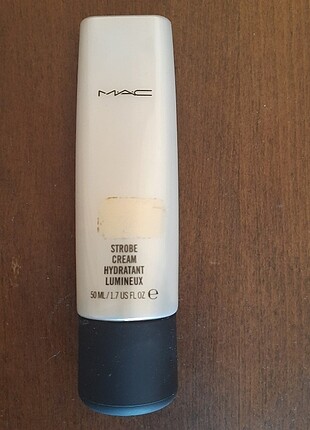 MAC
STROBE
CREAM
HYDRATANT
LUMINEUX
50 ML / 1.7 US FL OZ ℮